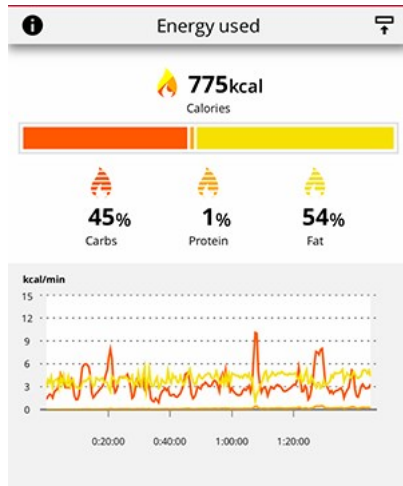 Energy used
775kcal
Calories
45% 1% 54%
Carbs Protein Fat
kcal/min
15
12
9
6
3
0
0:20:00 0:40:00 1:00:00 1:20:00